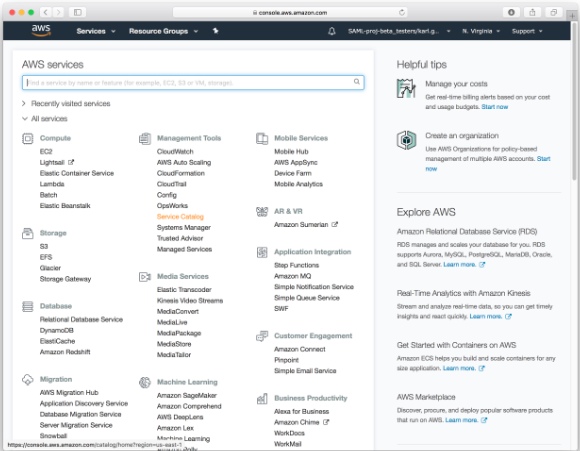 console.aws.amazon.com
aws
Services
Resource Groups
SAML-proj-beta_testers/karl.g...
N. Virginia
Support
AWS services
Find a service by name or feature (for example, EC2, S3 or VM, storage).
Recently visited services
All services
Compute
EC2
Lightsail
Elastic Container Service
Lambda
Batch
Elastic Beanstalk
Storage
S3
EFS
Glacier
Storage Gateway
Database
Relational Database Service
DynamoDB
ElastiCache
Amazon Redshift
Migration
AWS Migration Hub
Application Discovery Service
Database Migration Service
Server Migration Service
Snowball
Management Tools
CloudWatch
AWS Auto Scaling
CloudFormation
CloudTrail
Config
OpsWorks
Service Catalog
Systems Manager
Trusted Advisor
Managed Services
Media Services
Elastic Transcoder
Kinesis Video Streams
MediaConvert
MediaLive
MediaPackage
MediaStore
MediaTailor
Machine Learning
Amazon SageMaker
Amazon Comprehend
AWS DeepLens
Amazon Lex
Machine Learning
Mobile Services
Mobile Hub
AWS AppSync
Device Farm
Mobile Analytics
AR & VR
Amazon Sumerian
Application Integration
Step Functions
Amazon MQ
Simple Notification Service
Simple Queue Service
SWF
Customer Engagement
Amazon Connect
Pinpoint
Simple Email Service
Business Productivity
Alexa for Business
Amazon Chime
WorkDocs
WorkMail
Helpful tips
Manage your costs
Get real-time billing alerts based on your cost
and usage budgets. Start now
Create an organization
Use AWS Organizations for policy-based
management of multiple AWS accounts. Start
now
Explore AWS
Amazon Relational Database Service (RDS)
RDS manages and scales your database for you. RDS
supports Aurora, MySQL, PostgreSQL, MariaDB, Oracle,
and SQL Server. Learn more.
Real-Time Analytics with Amazon Kinesis
Stream and analyze real-time data, so you can get timely
insights and react quickly. Learn more.
Get Started with Containers on AWS
Amazon ECS helps you build and scale containers for any
size application. Learn more.
AWS Marketplace
Discover, procure, and deploy popular software products
that run on AWS. Learn more.
https://console.aws.amazon.com/catalog/home?region=us-east-1